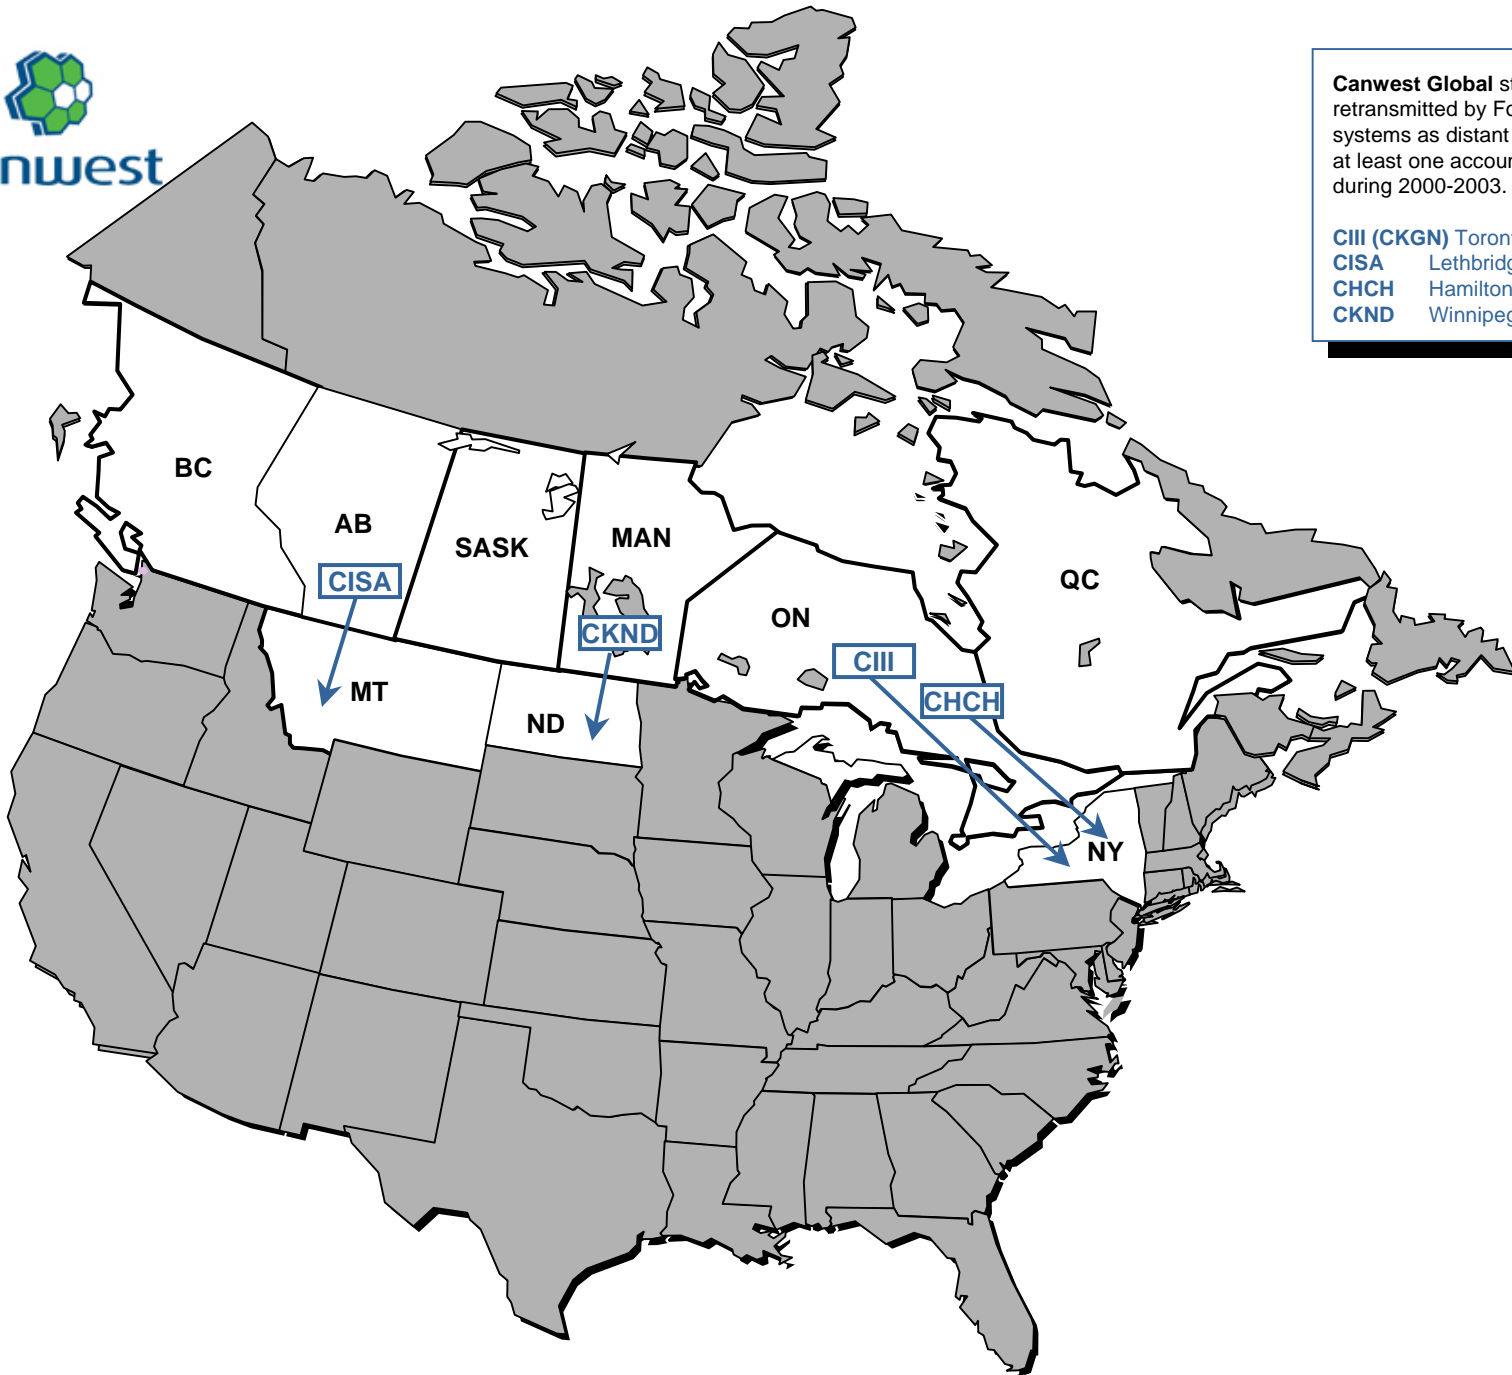 nwest
Canwest Global
retransmitted by
systems as distant
at least one
during 2000-2003.
CIII (CKGN)
CISA
CHCH Hamilton
CKND
BC
AB
SASK
MAN
ON
QC
CISA
CKND
CIII
CHCH
MT
ND
NY